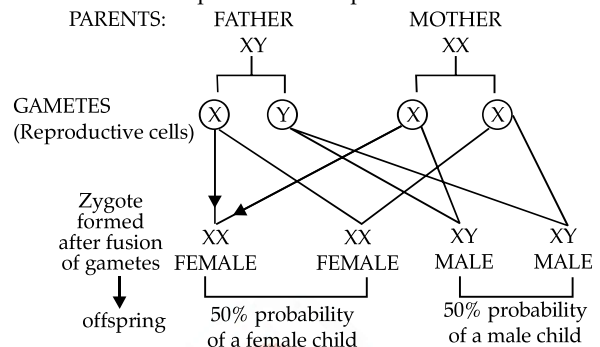 PARENTS: FATHER MOTHER
XY XX
GAMETES
(Reproductive cells)
X Y X X
Zygote
formed
after fusion
of gametes
XX XX XY XY
FEMALE FEMALE MALE MALE
offspring
50% probability
of a female child
50% probability
of a male child